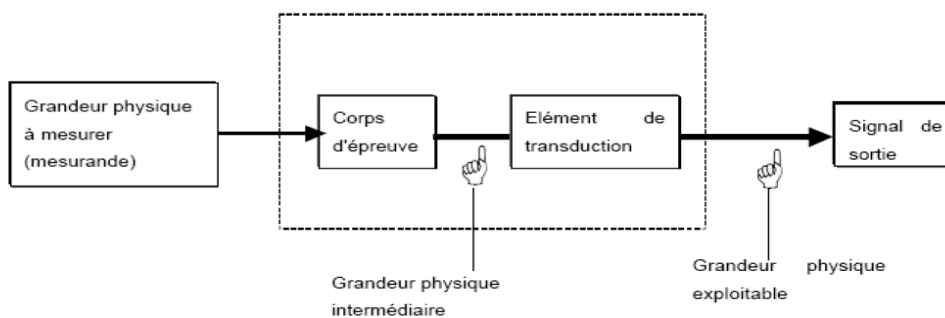 Grandeur physique
à mesurer
(mesurande)
Corps
d'épreuve
Elément de
transduction
Signal de
sortie
Grandeur physique
intermédiaire
Grandeur physique
exploitable